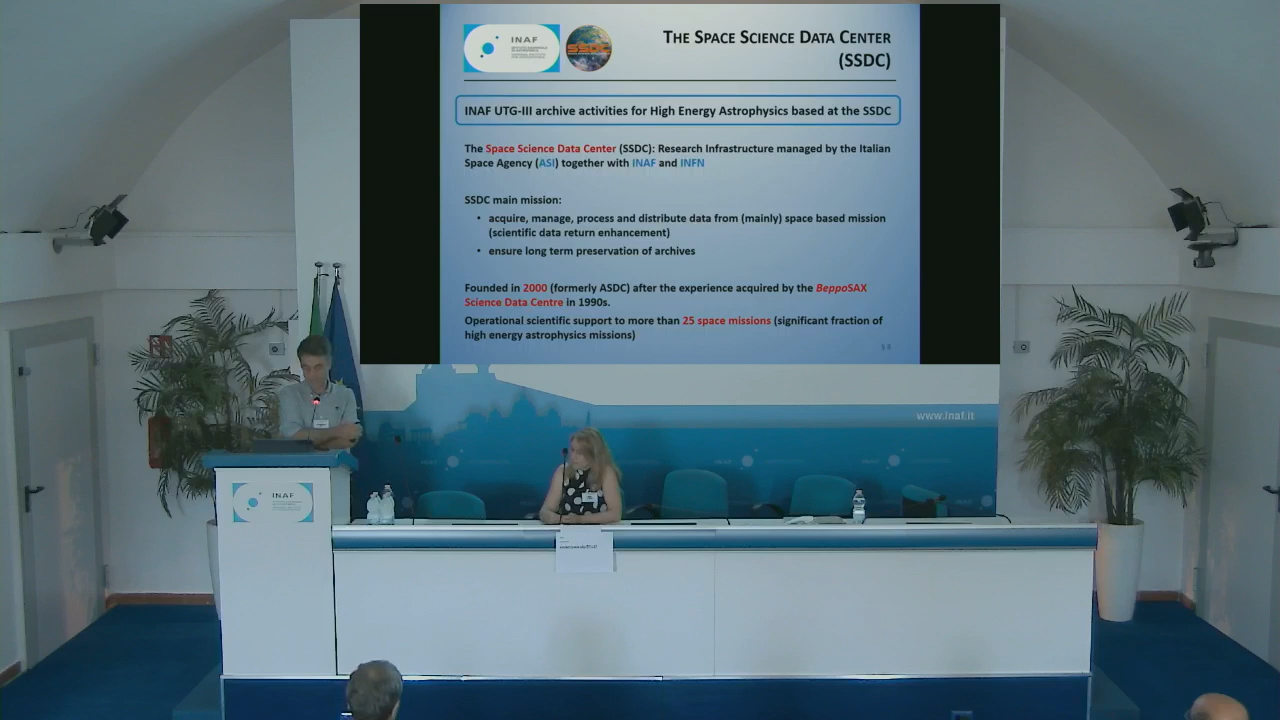 INAF
SSDC
THE SPACE SCIENCE DATA CENTER
(SSDC)
INAF UTG-III archive activities for High Energy Astrophysics based at the SSDC
The Space Science Data Center (SSDC): Research Infrastructure managed by the Italian
Space Agency (ASI) together with INAF and INFN
SSDC main mission:
• acquire, manage, process and distribute data from (mainly) space based mission
(scientific data return enhancement)
• ensure long term preservation of archives
Founded in 2000 (formerly ASDC) after the experience acquired by the BeppoSAX
Science Data Centre in 1990s.
Operational scientific support to more than 25 space missions (significant fraction of
high energy astrophysics missions)
www.inaf.it
INAF